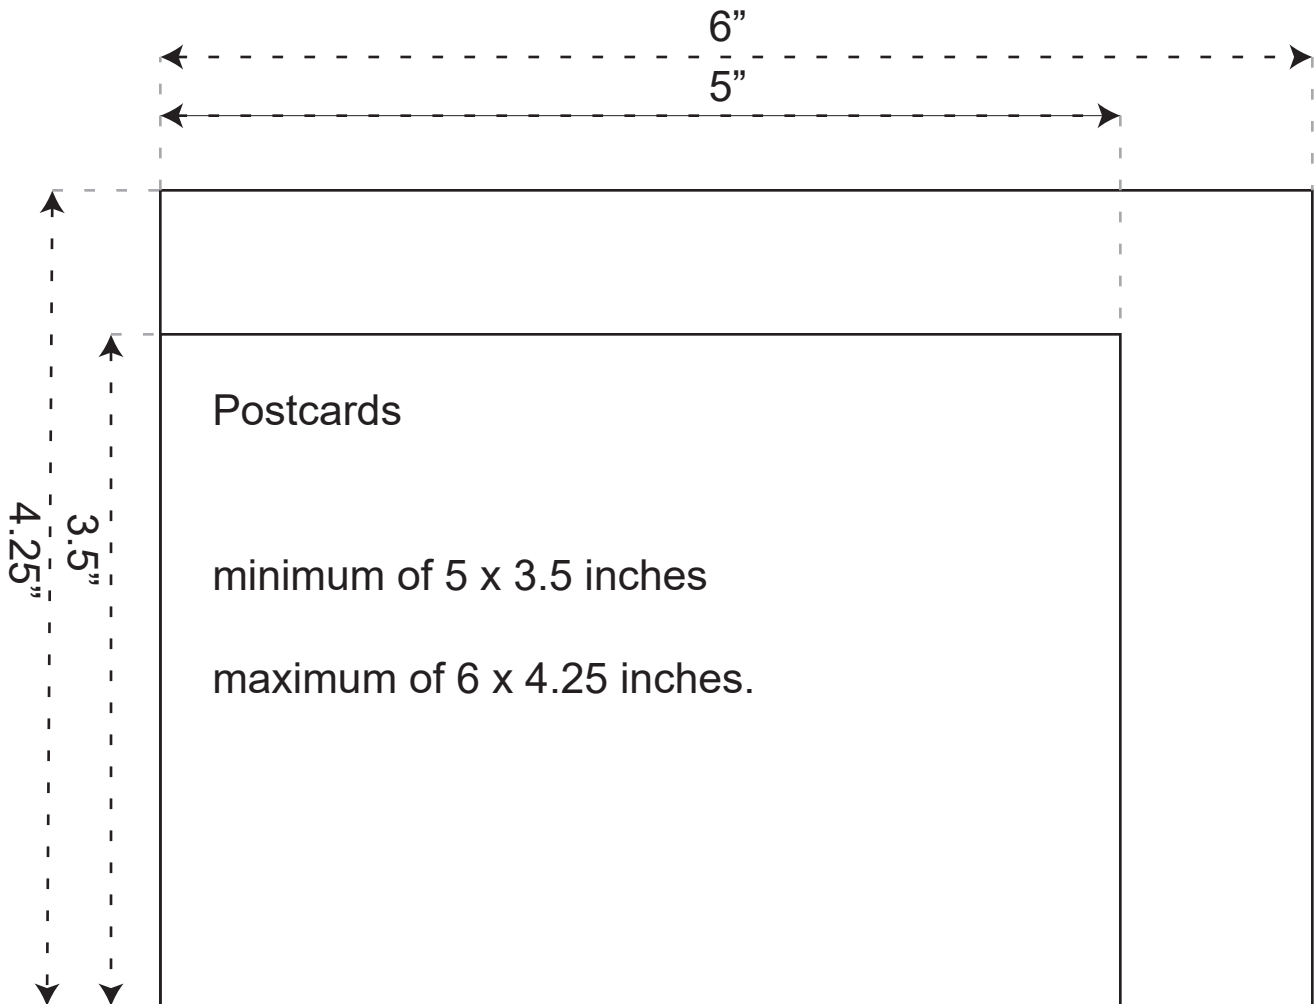 6”
5”
4.25”
3.5”
Postcards
minimum of 5 x 3.5 inches
maximum of 6 x 4.25 inches.